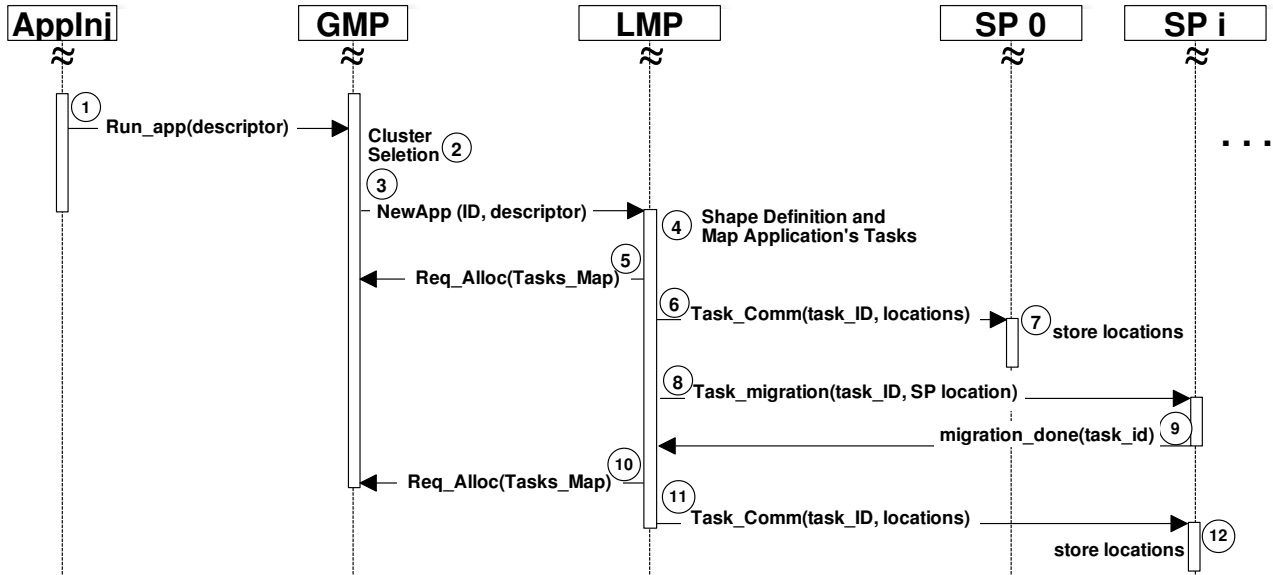 AppInj GMP LMP SP 0 SP i
1
Run_app(descriptor)
Cluster
Seletion 2
. . .
3
NewApp (ID, descriptor)
4 Shape Definition and
Map Application's Tasks
5
Req_Alloc(Tasks_Map)
6
Task_Comm(task_ID, locations)
7
store locations
8
Task_migration(task_ID, SP location)
9
migration_done(task_id)
10
Req_Alloc(Tasks_Map)
11
Task_Comm(task_ID, locations)
12
store locations